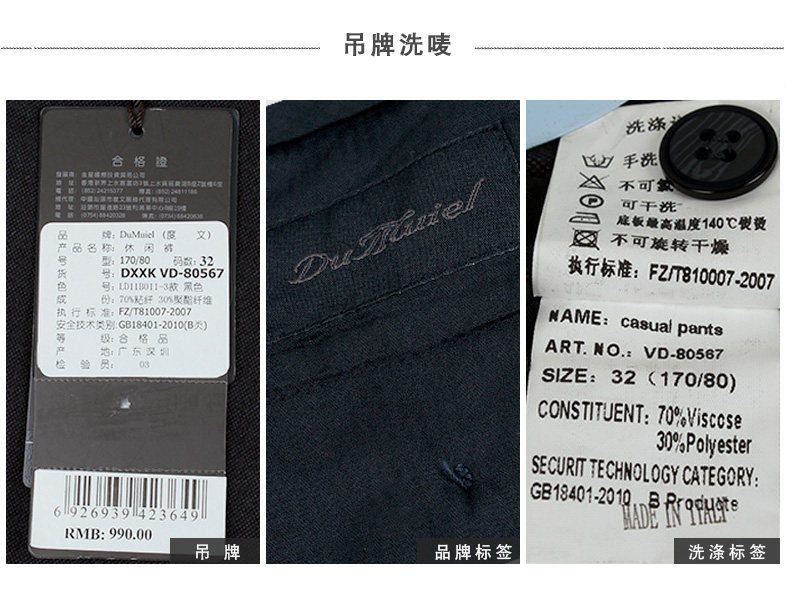 吊牌洗唛
合格證
品 牌: DuMuiel (度 文)
产品名称: 休 闲 裤
号 型: 170/80 码数: 32
货 号: DXXK VD-80567
色 号: LD11B011-3款 黑色
成 份: 70%粘纤 30%聚酯纤维
执行标准: FZ/T81007-2007
安全技术类别: GB18401-2010(B类)
等 级: 合 格 品
产 地: 广 东 深 圳
检 验 员: 03
6 926939 423649
RMB: 990.00
吊 牌
DuMuiel
品牌标签
洗涤
手洗
不可氯
可干洗
底板最高温度140℃熨烫
不可旋转干燥
执行标准: FZ/T810007-2007
NAME: casual pants
ART. NO.: VD-80567
SIZE: 32 (170/80)
CONSTITUENT: 70%Viscose
30%Polyester
SECURIT TECHNOLOGY CATEGORY:
GB18401-2010 B Products
MADE IN ITALY
洗涤标签